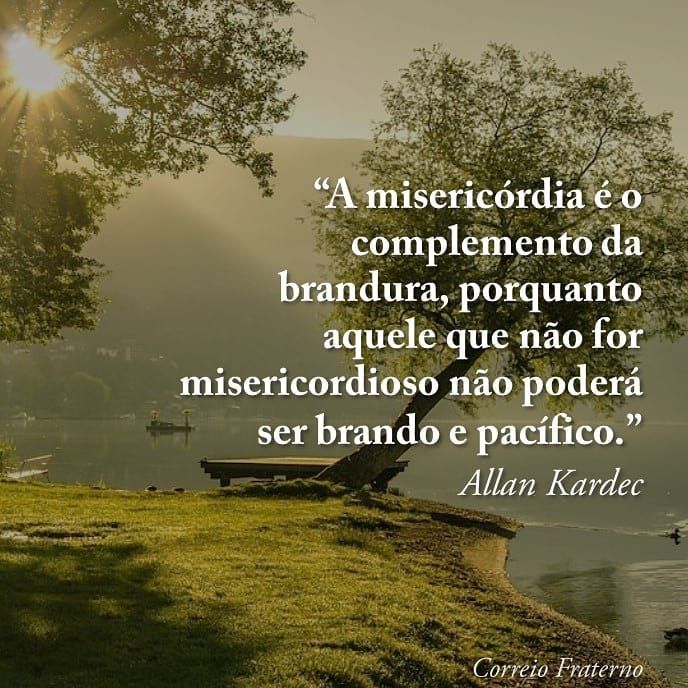 “A misericórdia é o
complemento da
brandura, porquanto
aquele que não for
misericordioso não poderá
ser brando e pacífico.”
Allan Kardec
Correio Fraterno